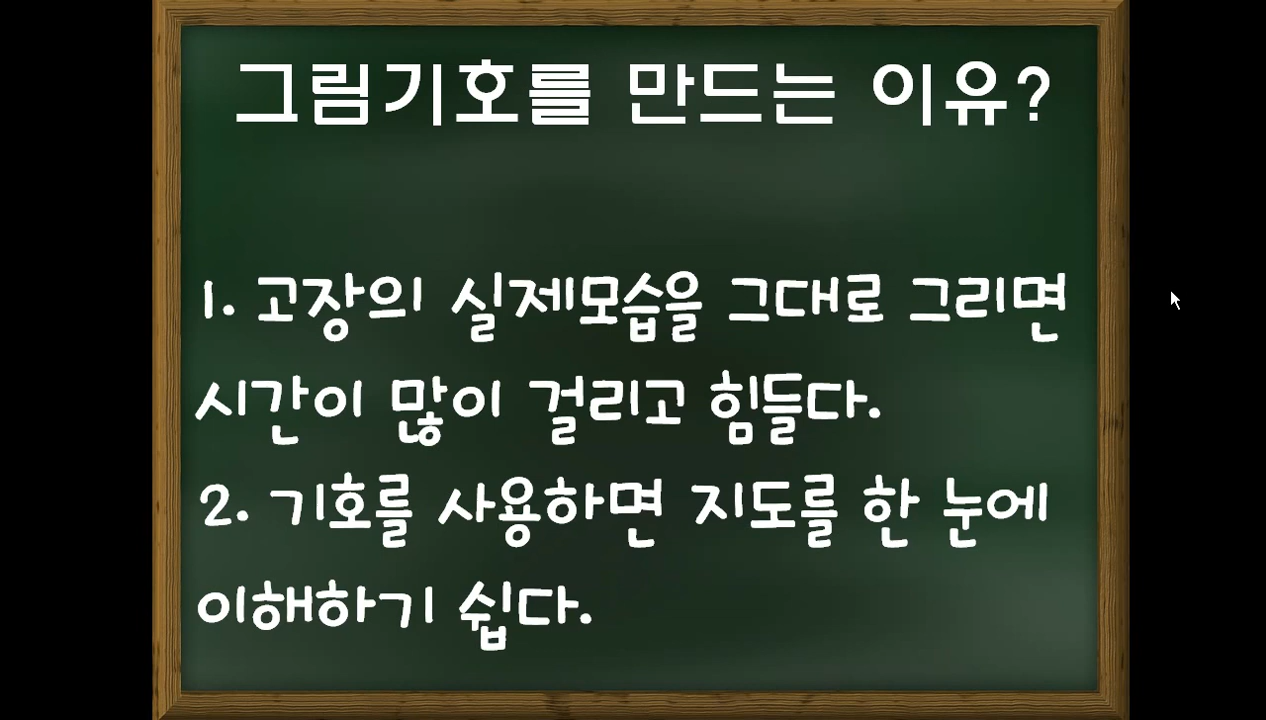 그림기호를 만드는 이유?
1. 고장의 실제모습을 그대로 그리면
시간이 많이 걸리고 힘들다.
2. 기호를 사용하면 지도를 한 눈에
이해하기 쉽다.